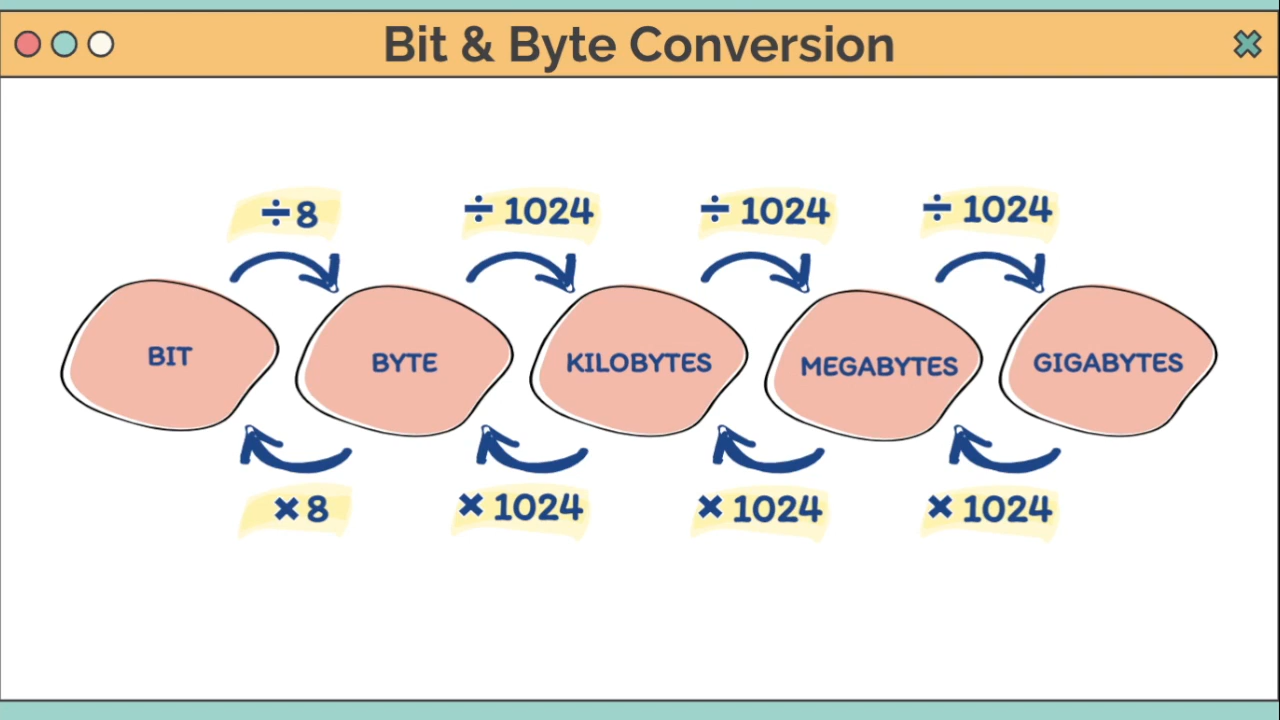 Bit & Byte Conversion
÷8
÷ 1024
÷ 1024
÷ 1024
BIT
BYTE
KILOBYTES
MEGABYTES
GIGABYTES
×8
× 1024
× 1024
× 1024